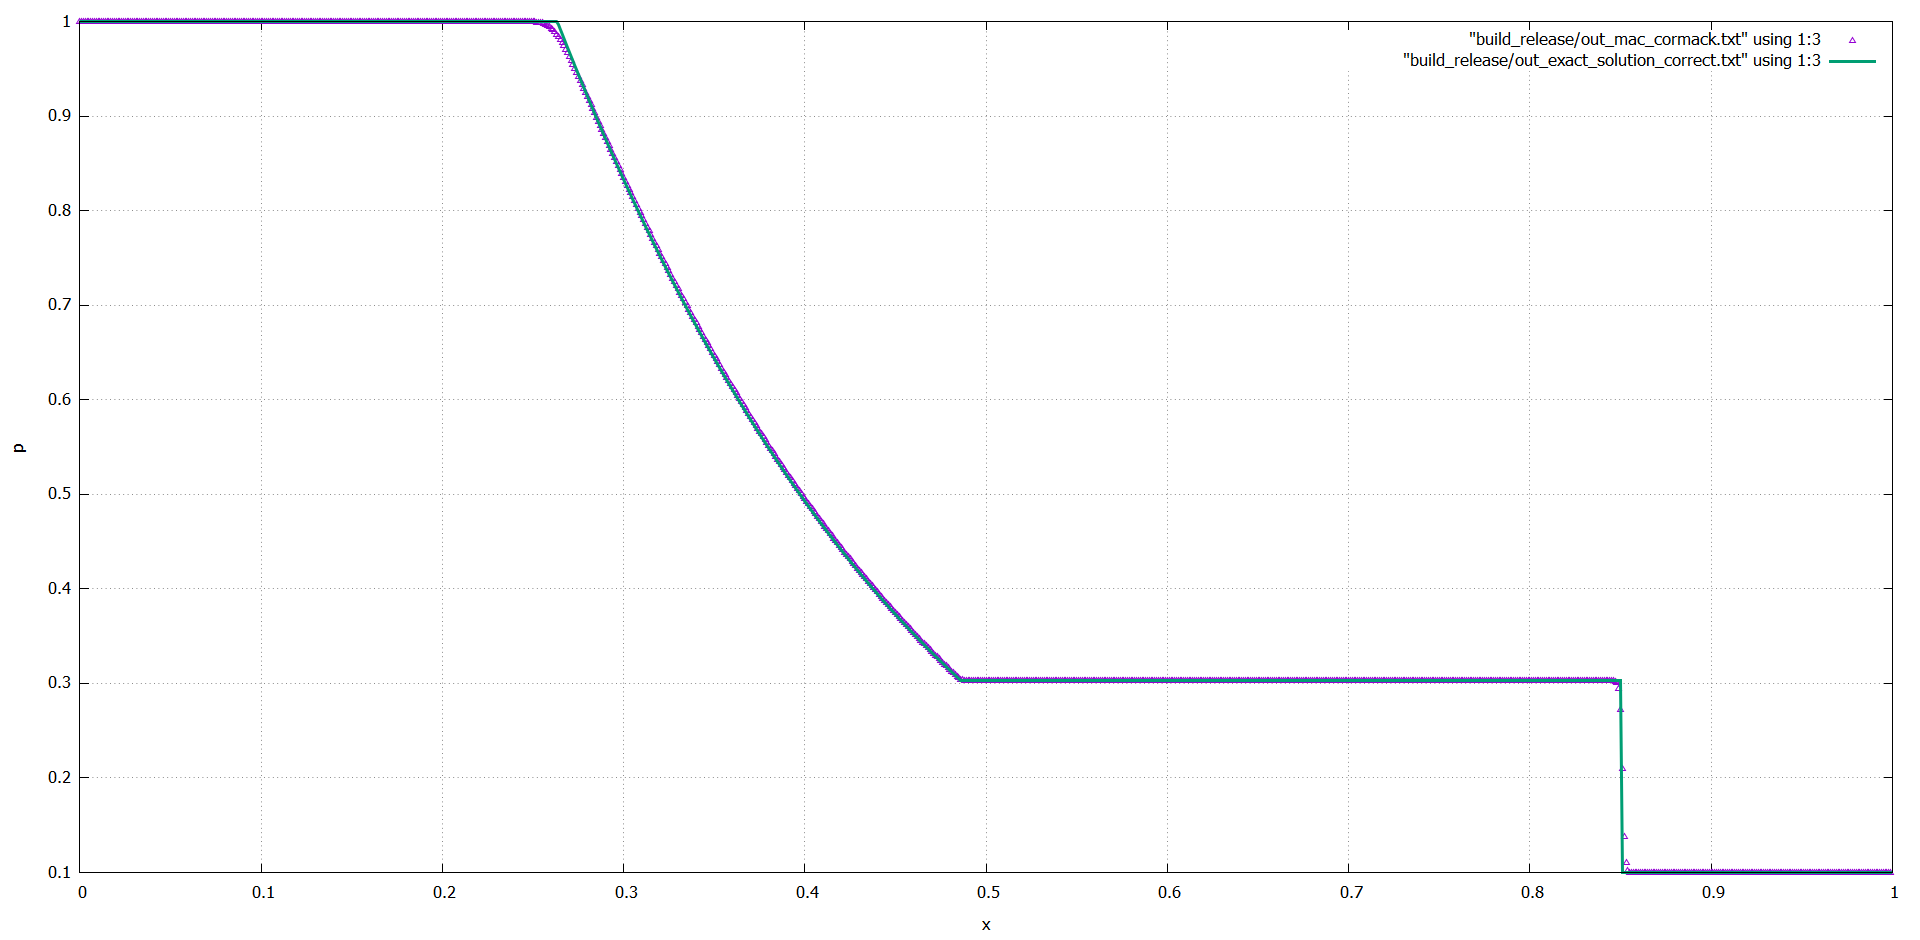 1
"build_release/out_mac_cormack.txt" using 1:3
"build_release/out_exact_solution_correct.txt" using 1:3
0.9
0.8
0.7
0.6
0.5
p
0.4
0.3
0.2
0.1
0 0.1 0.2 0.3 0.4 0.5 0.6 0.7 0.8 0.9 1
x